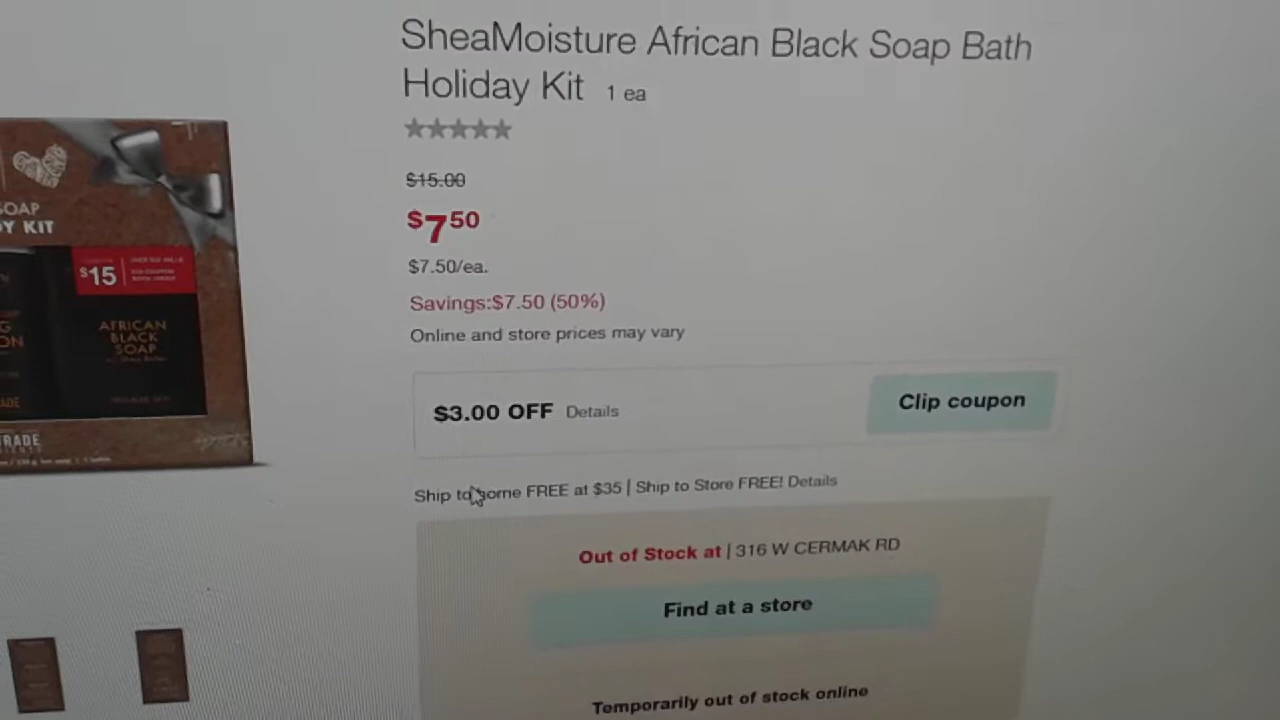 SheaMoisture African Black Soap Bath
Holiday Kit 1 ea
$15.00
$7.50
$7.50/ea.
Savings:$7.50 (50%)
Online and store prices may vary
$3.00 OFF Details
Clip coupon
Ship to home FREE at $35 | Ship to Store FREE! Details
Out of Stock at | 316 W CERMAK RD
Find at a store
Temporarily out of stock online
SOAP
Y KIT
$15
AFRICAN
BLACK
SOAP
ON
ADE
TRADE